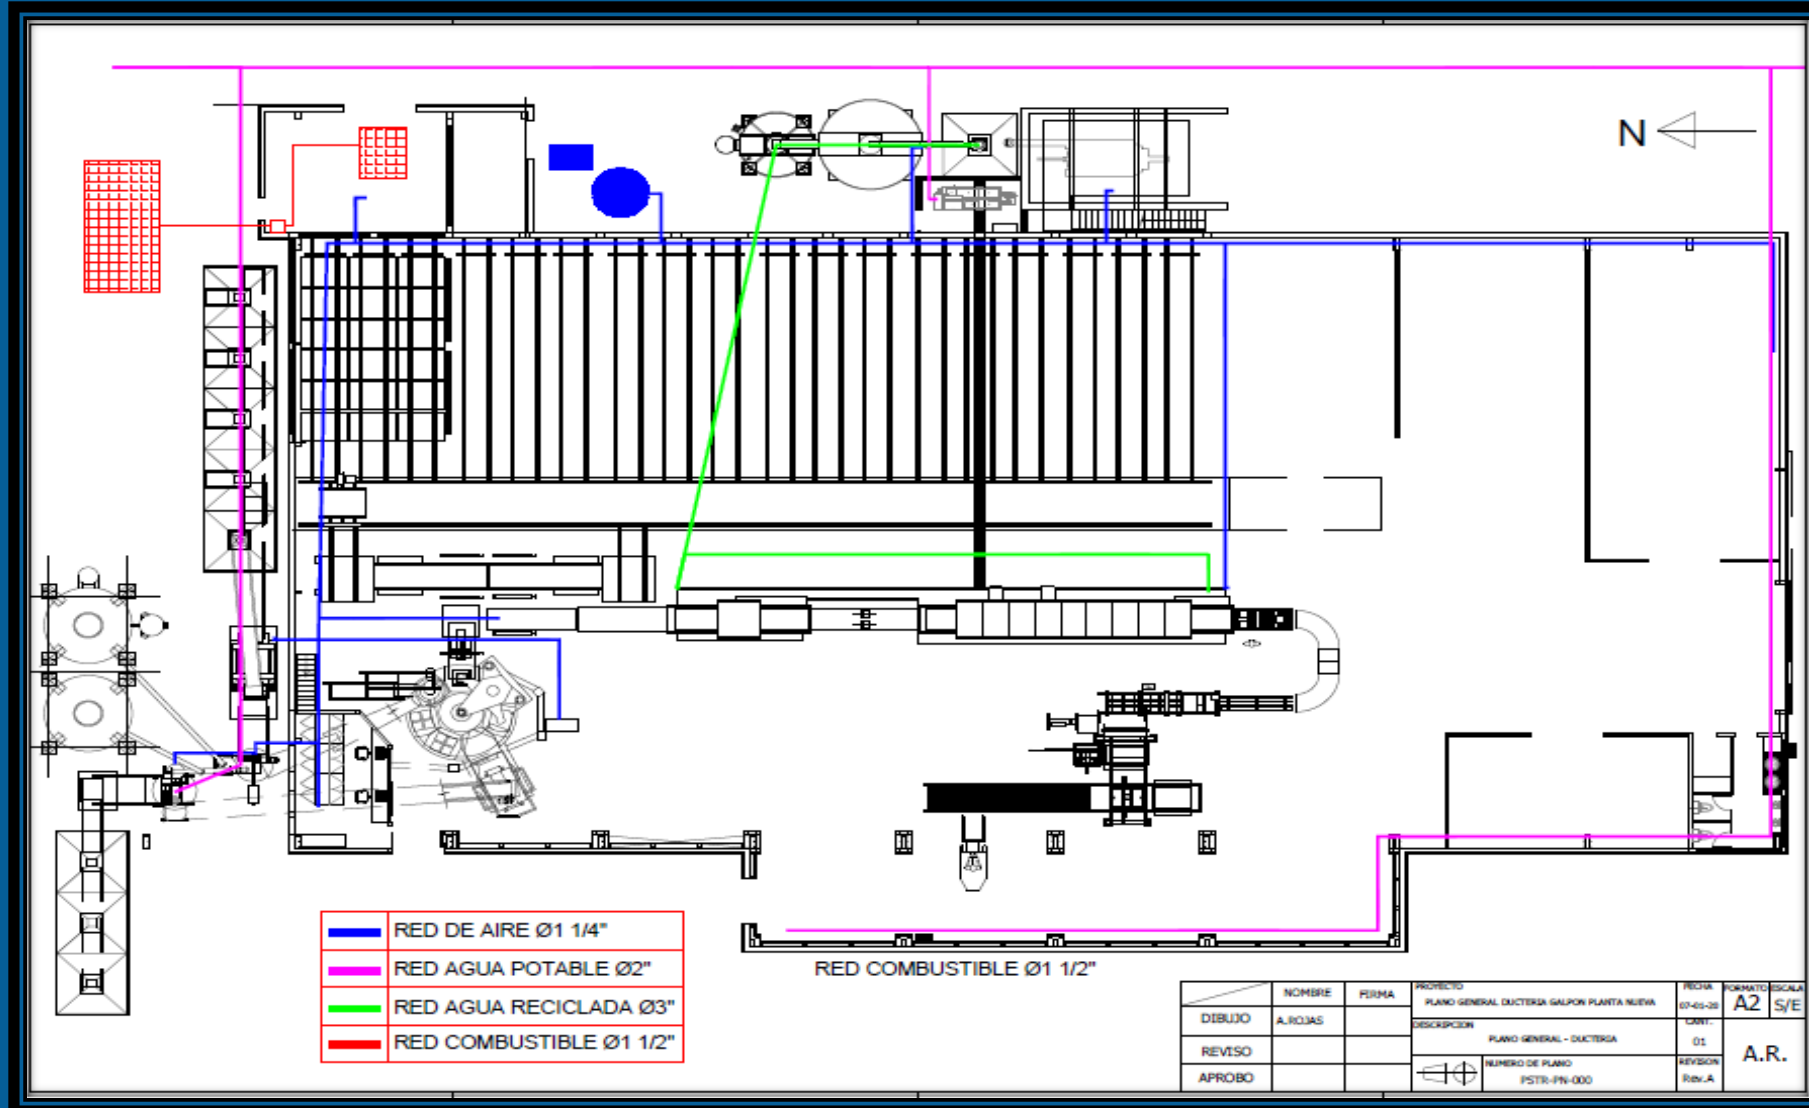 N
RED DE AIRE Ø1 1/4"
RED AGUA POTABLE Ø2"
RED AGUA RECICLADA Ø3"
RED COMBUSTIBLE Ø1 1/2"
RED COMBUSTIBLE Ø1 1/2"
NOMBRE
FIRMA
DIBUJO
A.ROJAS
REVISO
APROBO
PROYECTO
PLANO GENERAL DUCTERIA GALPON PLANTA NUEVA
DESCRIPCION
PLANO GENERAL - DUCTERIA
NUMERO DE PLANO
PSTR-PN-000
FECHA
07-01-20
CANT.
01
REVISON
Rev.A
FORMATO
A2
ESCALA
S/E
A.R.